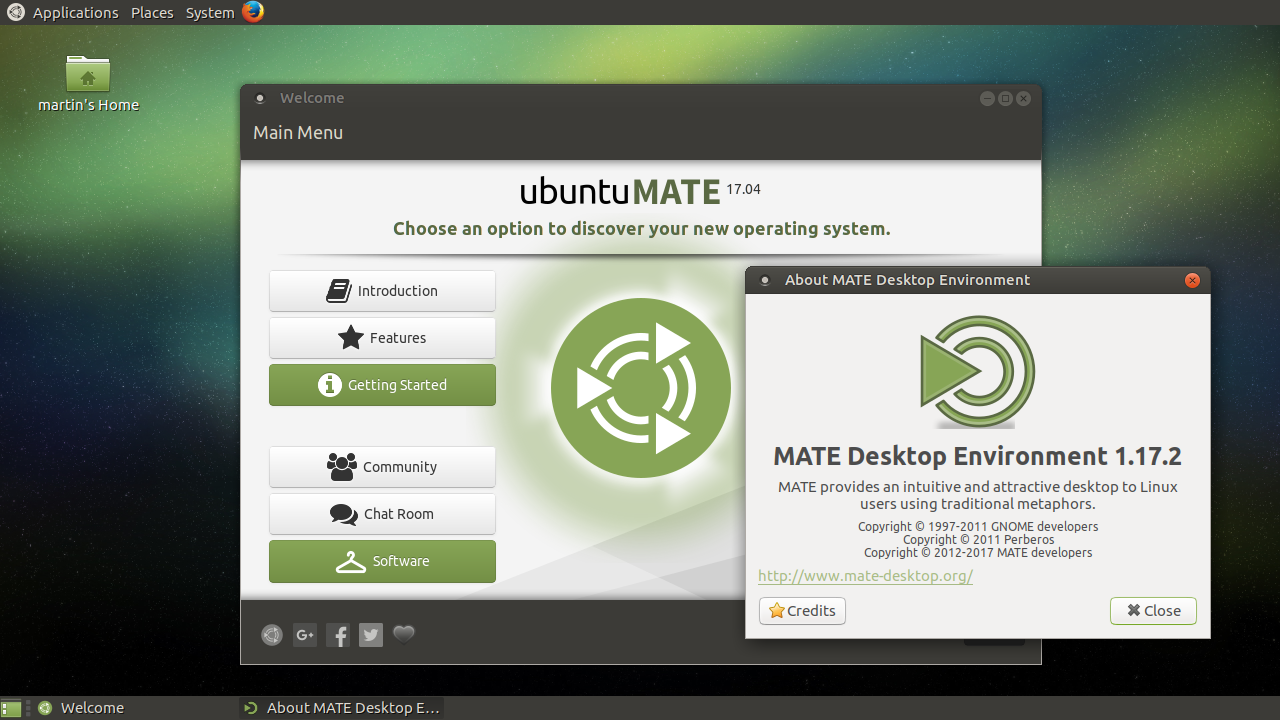 Applications Places System
martin's Home
Welcome
Main Menu
ubuntu MATE 17.04
Choose an option to discover your new operating system.
Introduction
Features
Getting Started
Community
Chat Room
Software
About MATE Desktop Environment
MATE Desktop Environment 1.17.2
MATE provides an intuitive and attractive desktop to Linux
users using traditional metaphors.
Copyright © 1997-2011 GNOME developers
Copyright © 2011 Perberos
Copyright © 2012-2017 MATE developers
http://www.mate-desktop.org/
Credits
Close
G+
Welcome
About MATE Desktop E...